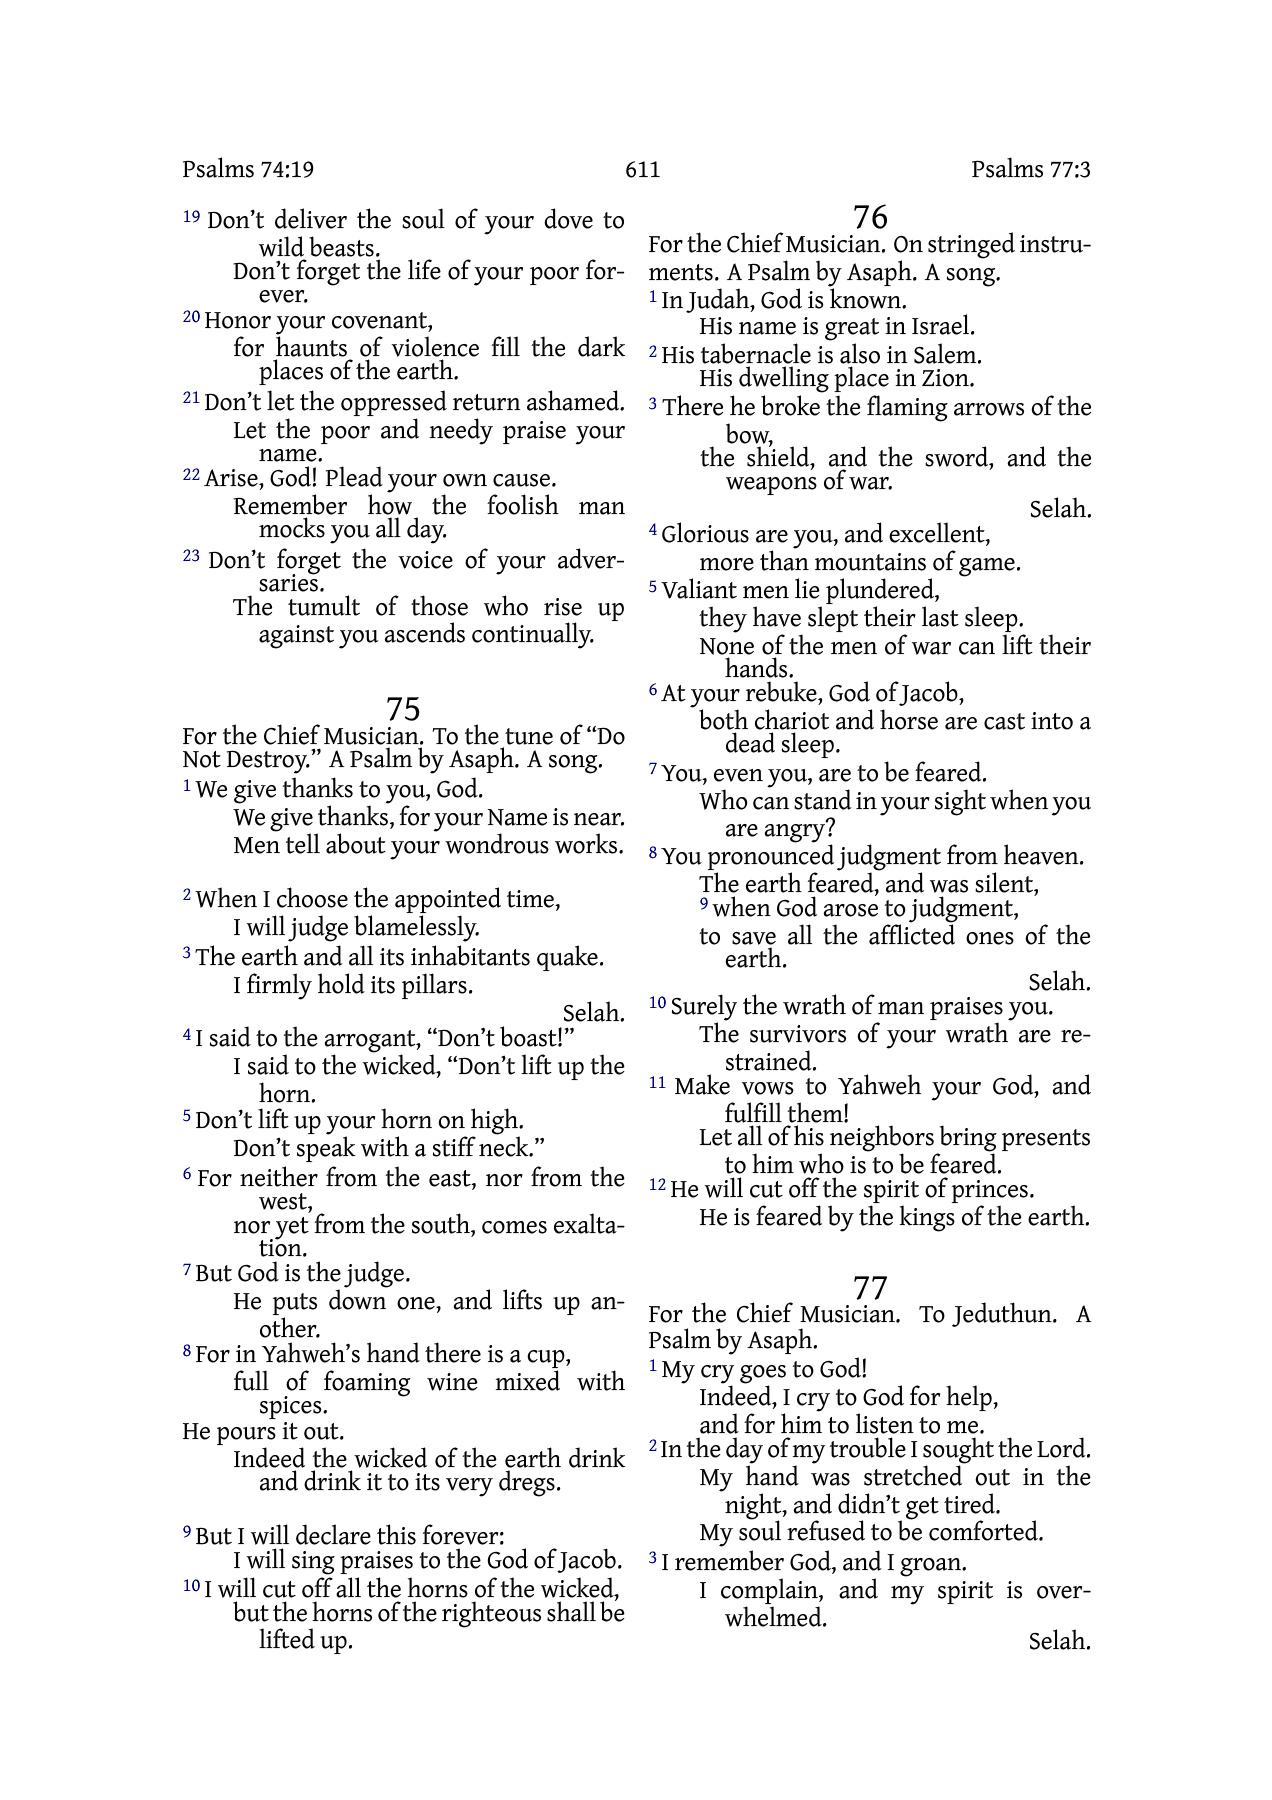 Psalms 74:19 611 Psalms 77:3
19 Don’t deliver the soul of your dove to
wild beasts.
Don’t forget the life of your poor for-
ever.
20 Honor your covenant,
for haunts of violence fill the dark
places of the earth.
21 Don’t let the oppressed return ashamed.
Let the poor and needy praise your
name.
22 Arise, God! Plead your own cause.
Remember how the foolish man
mocks you all day.
23 Don’t forget the voice of your adver-
saries.
The tumult of those who rise up
against you ascends continually.
75
For the Chief Musician. To the tune of “Do
Not Destroy.” A Psalm by Asaph. A song.
1 We give thanks to you, God.
We give thanks, for your Name is near.
Men tell about your wondrous works.
2 When I choose the appointed time,
I will judge blamelessly.
3 The earth and all its inhabitants quake.
I firmly hold its pillars.
Selah.
4 I said to the arrogant, “Don’t boast!”
I said to the wicked, “Don’t lift up the
horn.
5 Don’t lift up your horn on high.
Don’t speak with a stiff neck.”
6 For neither from the east, nor from the
west,
nor yet from the south, comes exalta-
tion.
7 But God is the judge.
He puts down one, and lifts up an-
other.
8 For in Yahweh’s hand there is a cup,
full of foaming wine mixed with
spices.
He pours it out.
Indeed the wicked of the earth drink
and drink it to its very dregs.
9 But I will declare this forever:
I will sing praises to the God of Jacob.
10 I will cut off all the horns of the wicked,
but the horns of the righteous shall be
lifted up.
76
For the Chief Musician. On stringed instru-
ments. A Psalm by Asaph. A song.
1 In Judah, God is known.
His name is great in Israel.
2 His tabernacle is also in Salem.
His dwelling place in Zion.
3 There he broke the flaming arrows of the
bow,
the shield, and the sword, and the
weapons of war.
Selah.
4 Glorious are you, and excellent,
more than mountains of game.
5 Valiant men lie plundered,
they have slept their last sleep.
None of the men of war can lift their
hands.
6 At your rebuke, God of Jacob,
both chariot and horse are cast into a
dead sleep.
7 You, even you, are to be feared.
Who can stand in your sight when you
are angry?
8 You pronounced judgment from heaven.
The earth feared, and was silent,
9 when God arose to judgment,
to save all the afflicted ones of the
earth.
Selah.
10 Surely the wrath of man praises you.
The survivors of your wrath are re-
strained.
11 Make vows to Yahweh your God, and
fulfill them!
Let all of his neighbors bring presents
to him who is to be feared.
12 He will cut off the spirit of princes.
He is feared by the kings of the earth.
77
For the Chief Musician. To Jeduthun. A
Psalm by Asaph.
1 My cry goes to God!
Indeed, I cry to God for help,
and for him to listen to me.
2 In the day of my trouble I sought the Lord.
My hand was stretched out in the
night, and didn’t get tired.
My soul refused to be comforted.
3 I remember God, and I groan.
I complain, and my spirit is over-
whelmed.
Selah.